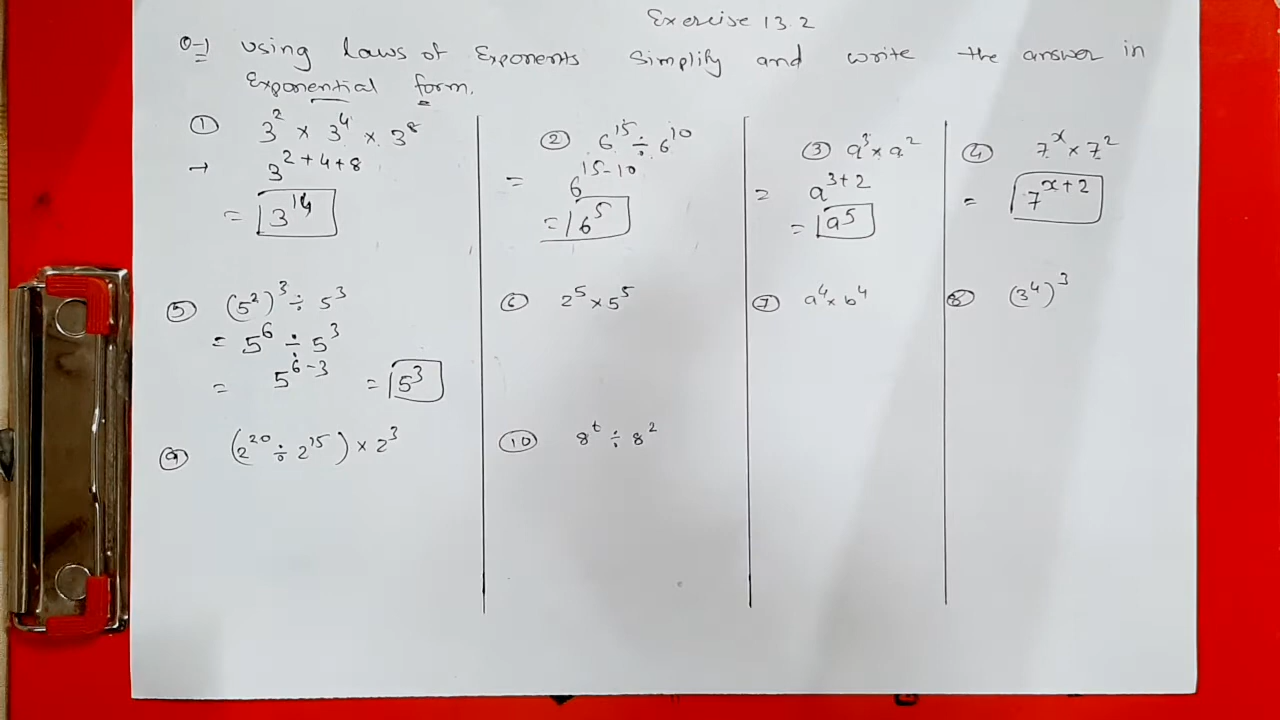 Exercise 13.2
Q-1 using laws of Exponents simplify and write the answer in
Exponential form.
① 3² × 3⁴ × 3⁸
→ 3²⁺⁴⁺⁸
= 3¹⁴
② 6¹⁵ ÷ 6¹⁰
= 6¹⁵⁻¹⁰
= 6⁵
③ a³ × a²
= a³⁺²
= a⁵
④ 7ˣ × 7²
= 7ˣ⁺²
⑤ (5²)³ ÷ 5³
= 5⁶ ÷ 5³
= 5⁶⁻³ = 5³
⑥ 2⁵ × 5⁵
⑦ a⁴ × b⁴
⑧ (3⁴)³
⑨ (2²⁰ ÷ 2¹⁵) × 2³
⑩ 8ᵗ ÷ 8²